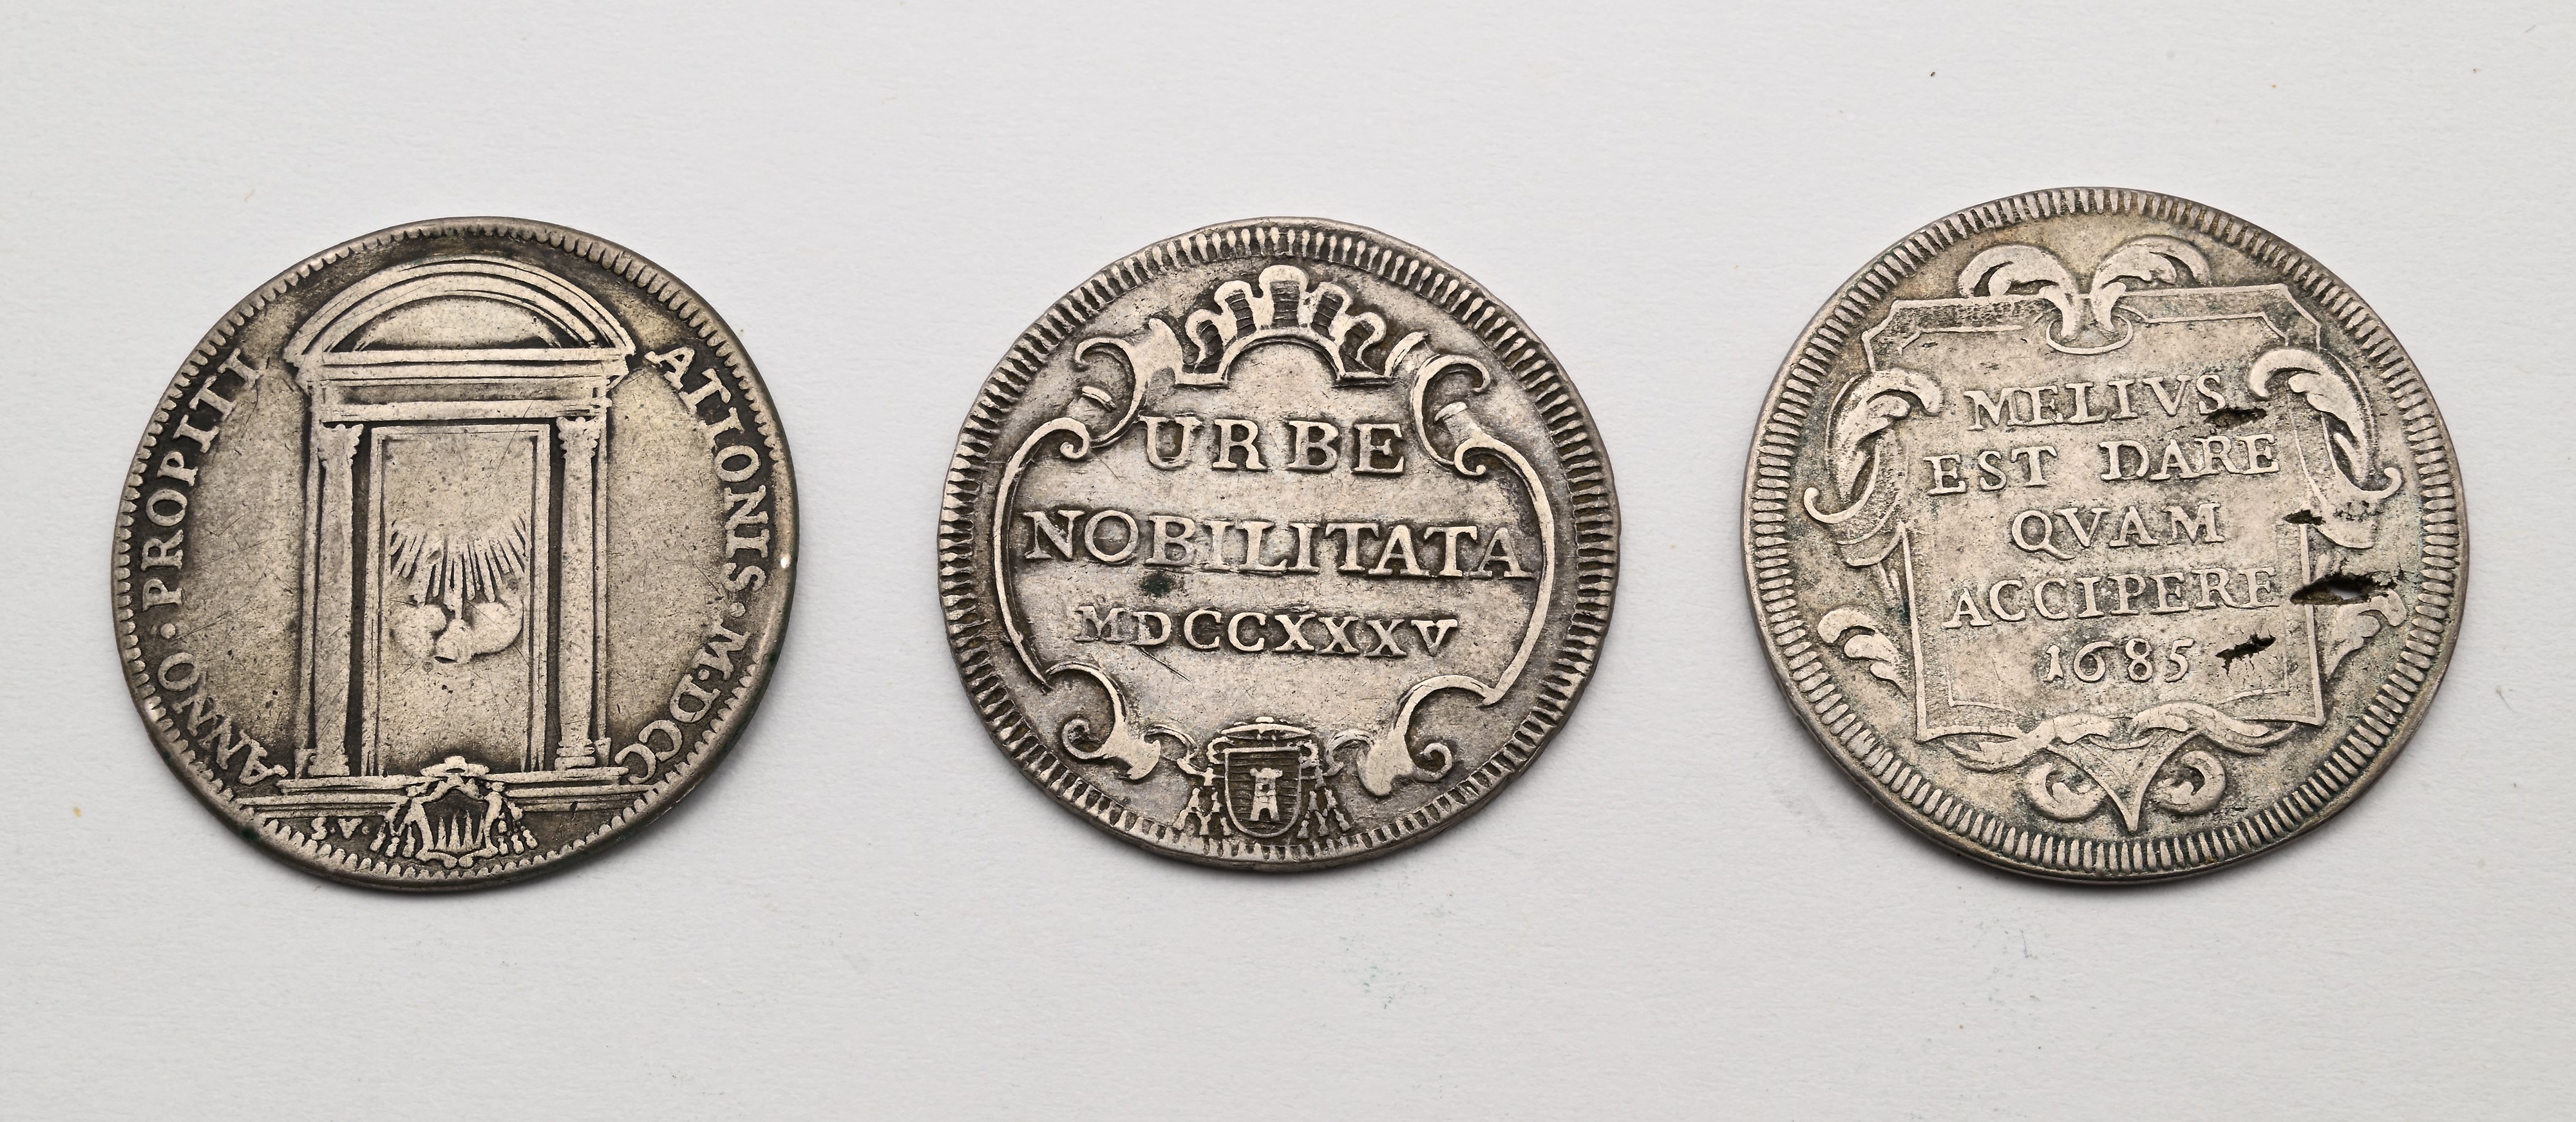 ANNO · PROPITI ATIONIS · M · DCC
S. V.
URBE
NOBILITATA
MDCCXXXV
MELIVS
EST DARE
QVAM
ACCIPERE
1685